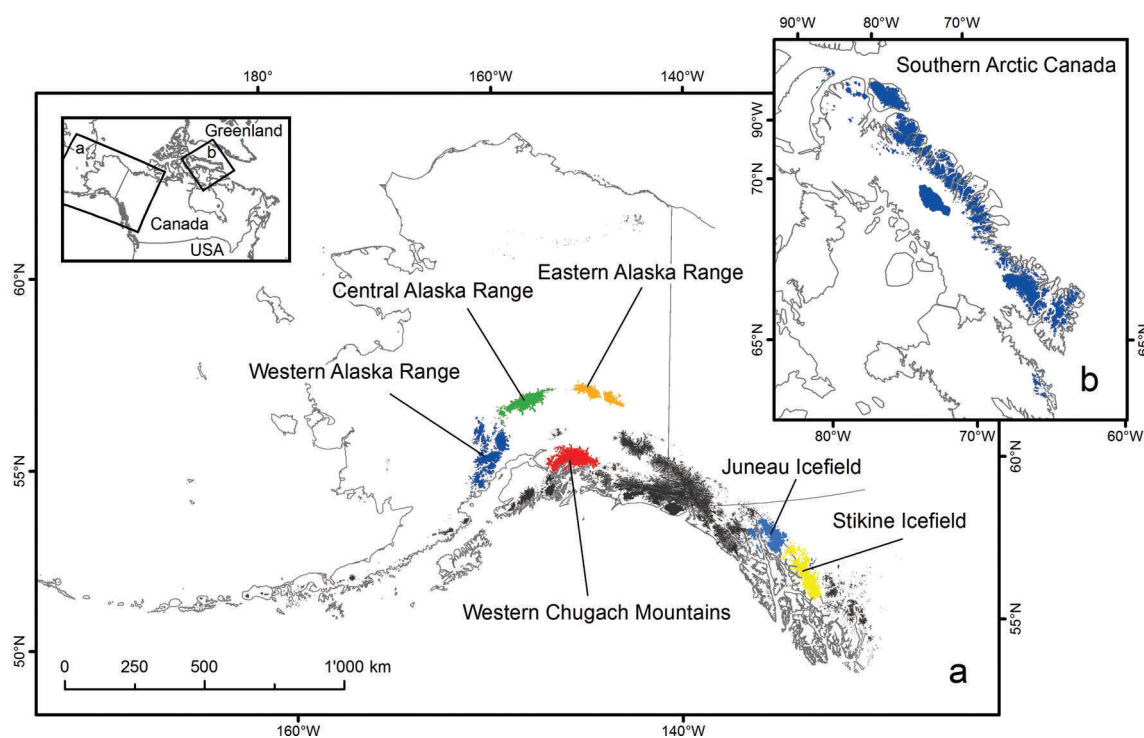 90°W 80°W 70°W
180° 160°W 140°W
Southern Arctic Canada
Greenland
a
b
Canada
USA
90°W
70°N
60°N
Eastern Alaska Range
Central Alaska Range
Western Alaska Range
65°N
65°N
b
80°W 70°W 60°W
55°N
60°N
Juneau Icefield
Stikine Icefield
Western Chugach Mountains
55°N
50°N
0 250 500 1'000 km
a
160°W 140°W